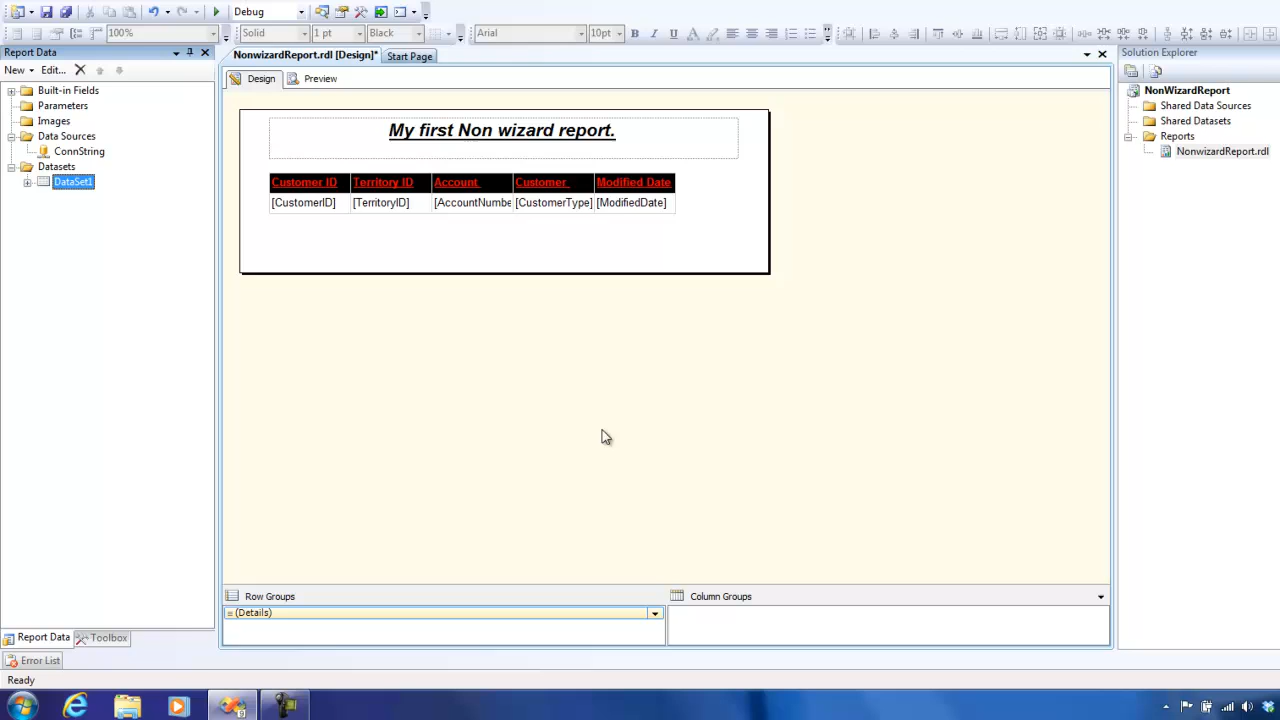 Debug
100%
Solid
1 pt
Black
Arial
10pt
B I U A
Report Data
New
Edit...
Built-in Fields
Parameters
Images
Data Sources
ConnString
Datasets
DataSet1
Report Data
Toolbox
NonwizardReport.rdl [Design]*
Start Page
Design
Preview
My first Non wizard report.
Customer ID Territory ID Account Customer Modified Date
[CustomerID] [TerritoryID] [AccountNumbe [CustomerType] [ModifiedDate]
Row Groups
(Details)
Column Groups
Solution Explorer
NonWizardReport
Shared Data Sources
Shared Datasets
Reports
NonwizardReport.rdl
Error List
Ready